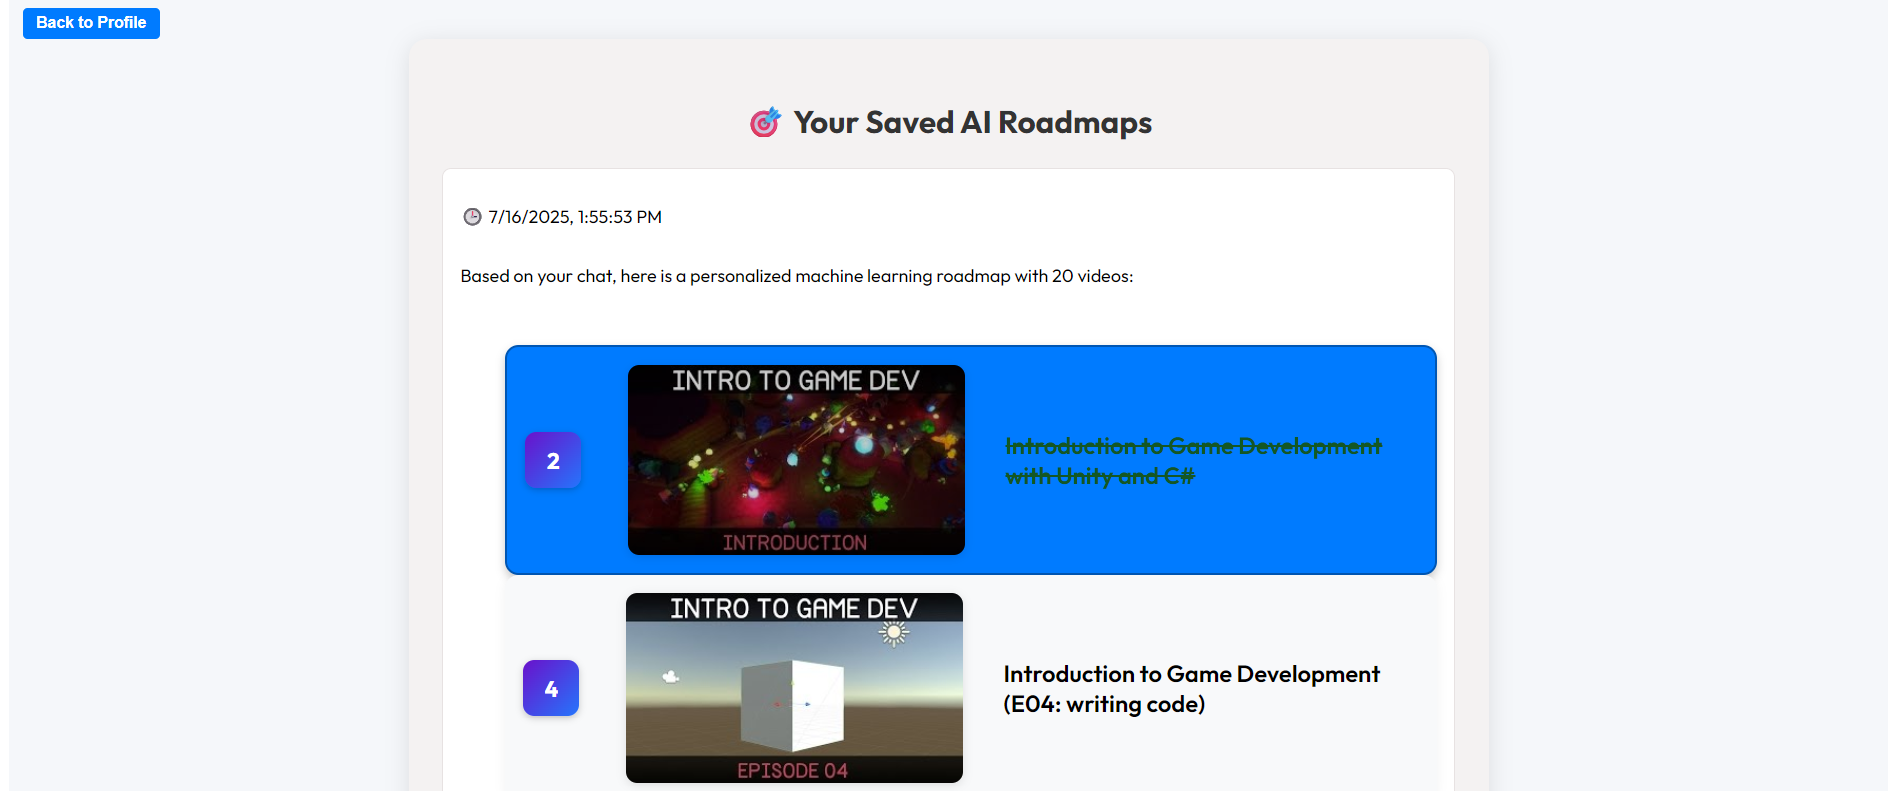 Back to Profile
Your Saved AI Roadmaps
7/16/2025, 1:55:53 PM
Based on your chat, here is a personalized machine learning roadmap with 20 videos:
2
INTRO TO GAME DEV
INTRODUCTION
Introduction to Game Development
with Unity and C#
4
INTRO TO GAME DEV
EPISODE 04
Introduction to Game Development
(E04: writing code)